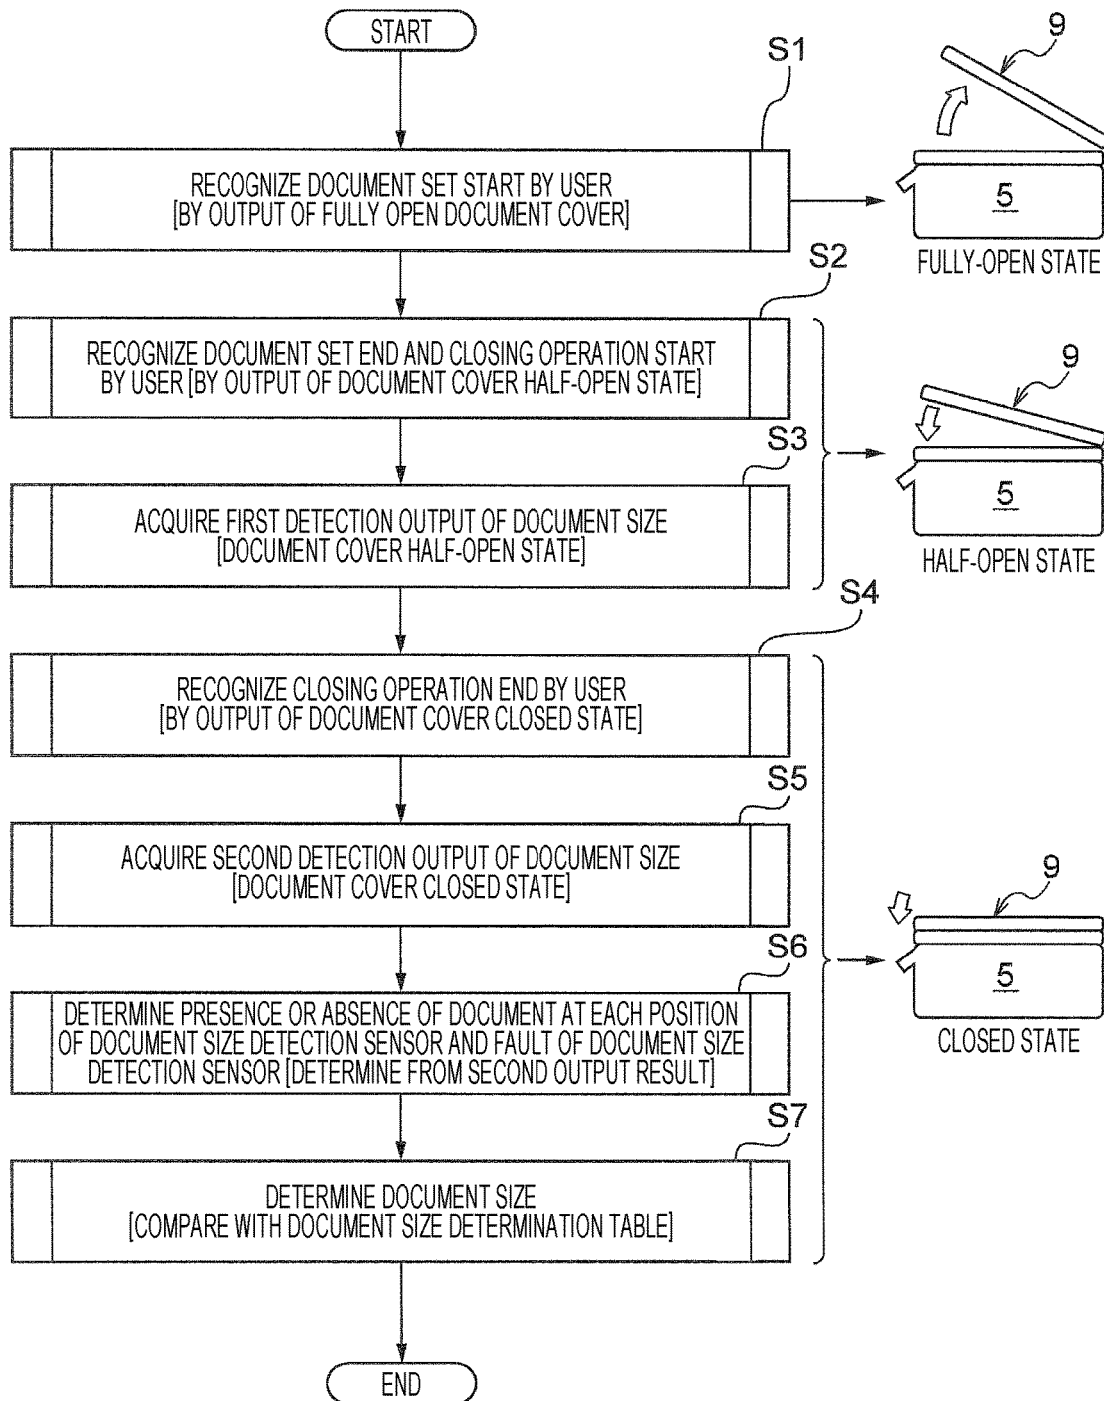 START
S1
9
RECOGNIZE DOCUMENT SET START BY USER
[BY OUTPUT OF FULLY OPEN DOCUMENT COVER]
5
FULLY-OPEN STATE
S2
RECOGNIZE DOCUMENT SET END AND CLOSING OPERATION START
BY USER [BY OUTPUT OF DOCUMENT COVER HALF-OPEN STATE]
9
S3
5
ACQUIRE FIRST DETECTION OUTPUT OF DOCUMENT SIZE
[DOCUMENT COVER HALF-OPEN STATE]
HALF-OPEN STATE
S4
RECOGNIZE CLOSING OPERATION END BY USER
[BY OUTPUT OF DOCUMENT COVER CLOSED STATE]
S5
ACQUIRE SECOND DETECTION OUTPUT OF DOCUMENT SIZE
[DOCUMENT COVER CLOSED STATE]
9
S6
5
DETERMINE PRESENCE OR ABSENCE OF DOCUMENT AT EACH POSITION
OF DOCUMENT SIZE DETECTION SENSOR AND FAULT OF DOCUMENT SIZE
DETECTION SENSOR [DETERMINE FROM SECOND OUTPUT RESULT]
CLOSED STATE
S7
DETERMINE DOCUMENT SIZE
[COMPARE WITH DOCUMENT SIZE DETERMINATION TABLE]
END